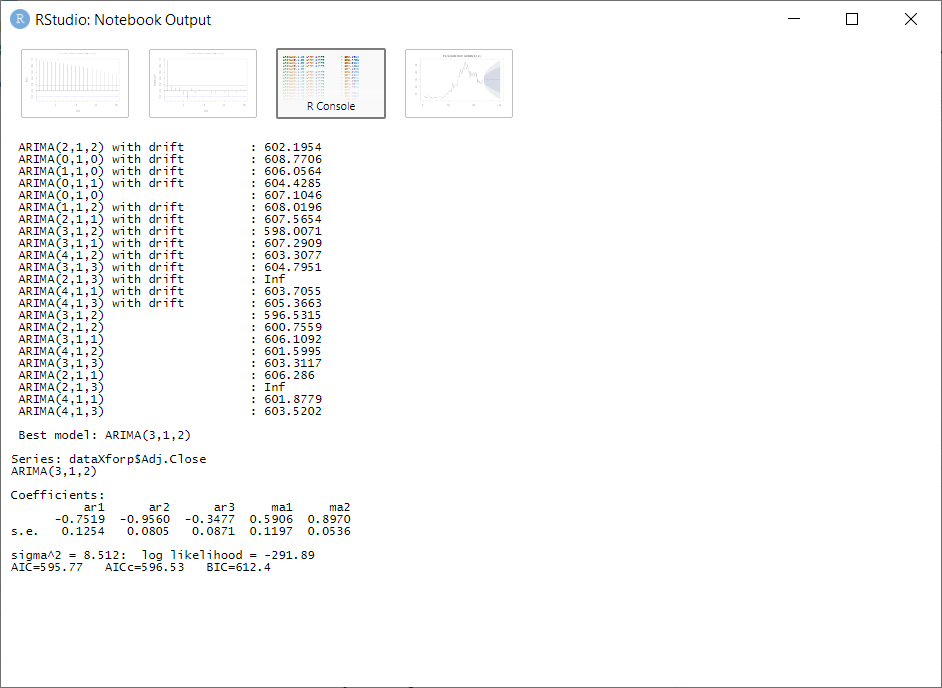 R RStudio: Notebook Output
R Console
ARIMA(2,1,2) with drift         : 602.1954
ARIMA(0,1,0) with drift         : 608.7706
ARIMA(1,1,0) with drift         : 606.0564
ARIMA(0,1,1) with drift         : 604.4285
ARIMA(0,1,0)                    : 607.1046
ARIMA(1,1,2) with drift         : 608.0196
ARIMA(2,1,1) with drift         : 607.5654
ARIMA(3,1,2) with drift         : 598.0071
ARIMA(3,1,1) with drift         : 607.2909
ARIMA(4,1,2) with drift         : 603.3077
ARIMA(3,1,3) with drift         : 604.7951
ARIMA(2,1,3) with drift         : Inf
ARIMA(4,1,1) with drift         : 603.7055
ARIMA(4,1,3) with drift         : 605.3663
ARIMA(3,1,2)                    : 596.5315
ARIMA(2,1,2)                    : 600.7559
ARIMA(3,1,1)                    : 606.1092
ARIMA(4,1,2)                    : 601.5995
ARIMA(3,1,3)                    : 603.3117
ARIMA(2,1,1)                    : 606.286
ARIMA(2,1,3)                    : Inf
ARIMA(4,1,1)                    : 601.8779
ARIMA(4,1,3)                    : 603.5202
Best model: ARIMA(3,1,2)
Series: dataXforp$Adj.Close
ARIMA(3,1,2)
Coefficients:
ar1      ar2      ar3     ma1     ma2
-0.7519  -0.9560  -0.3477  0.5906  0.8970
s.e.   0.1254   0.0805   0.0871  0.1197  0.0536
sigma^2 = 8.512:  log likelihood = -291.89
AIC=595.77   AICc=596.53   BIC=612.4